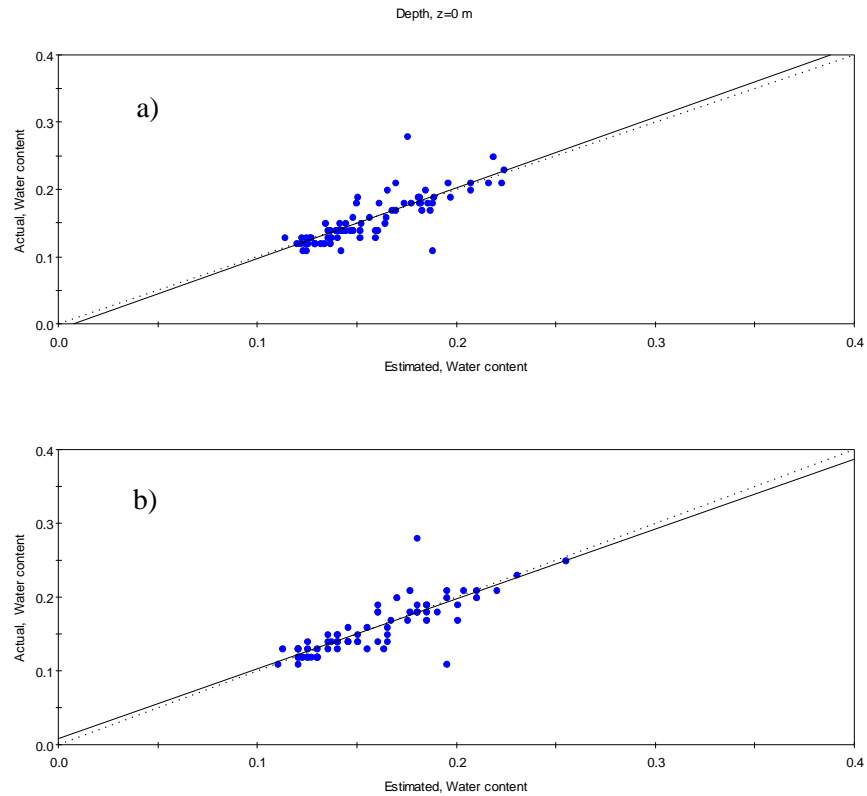 Depth, z=0 m
0.4
a)
0.3
Actual, Water content
0.2
0.1
0.0
0.0 0.1 0.2 0.3 0.4
Estimated, Water content
0.4
b)
0.3
Actual, Water content
0.2
0.1
0.0
0.0 0.1 0.2 0.3 0.4
Estimated, Water content